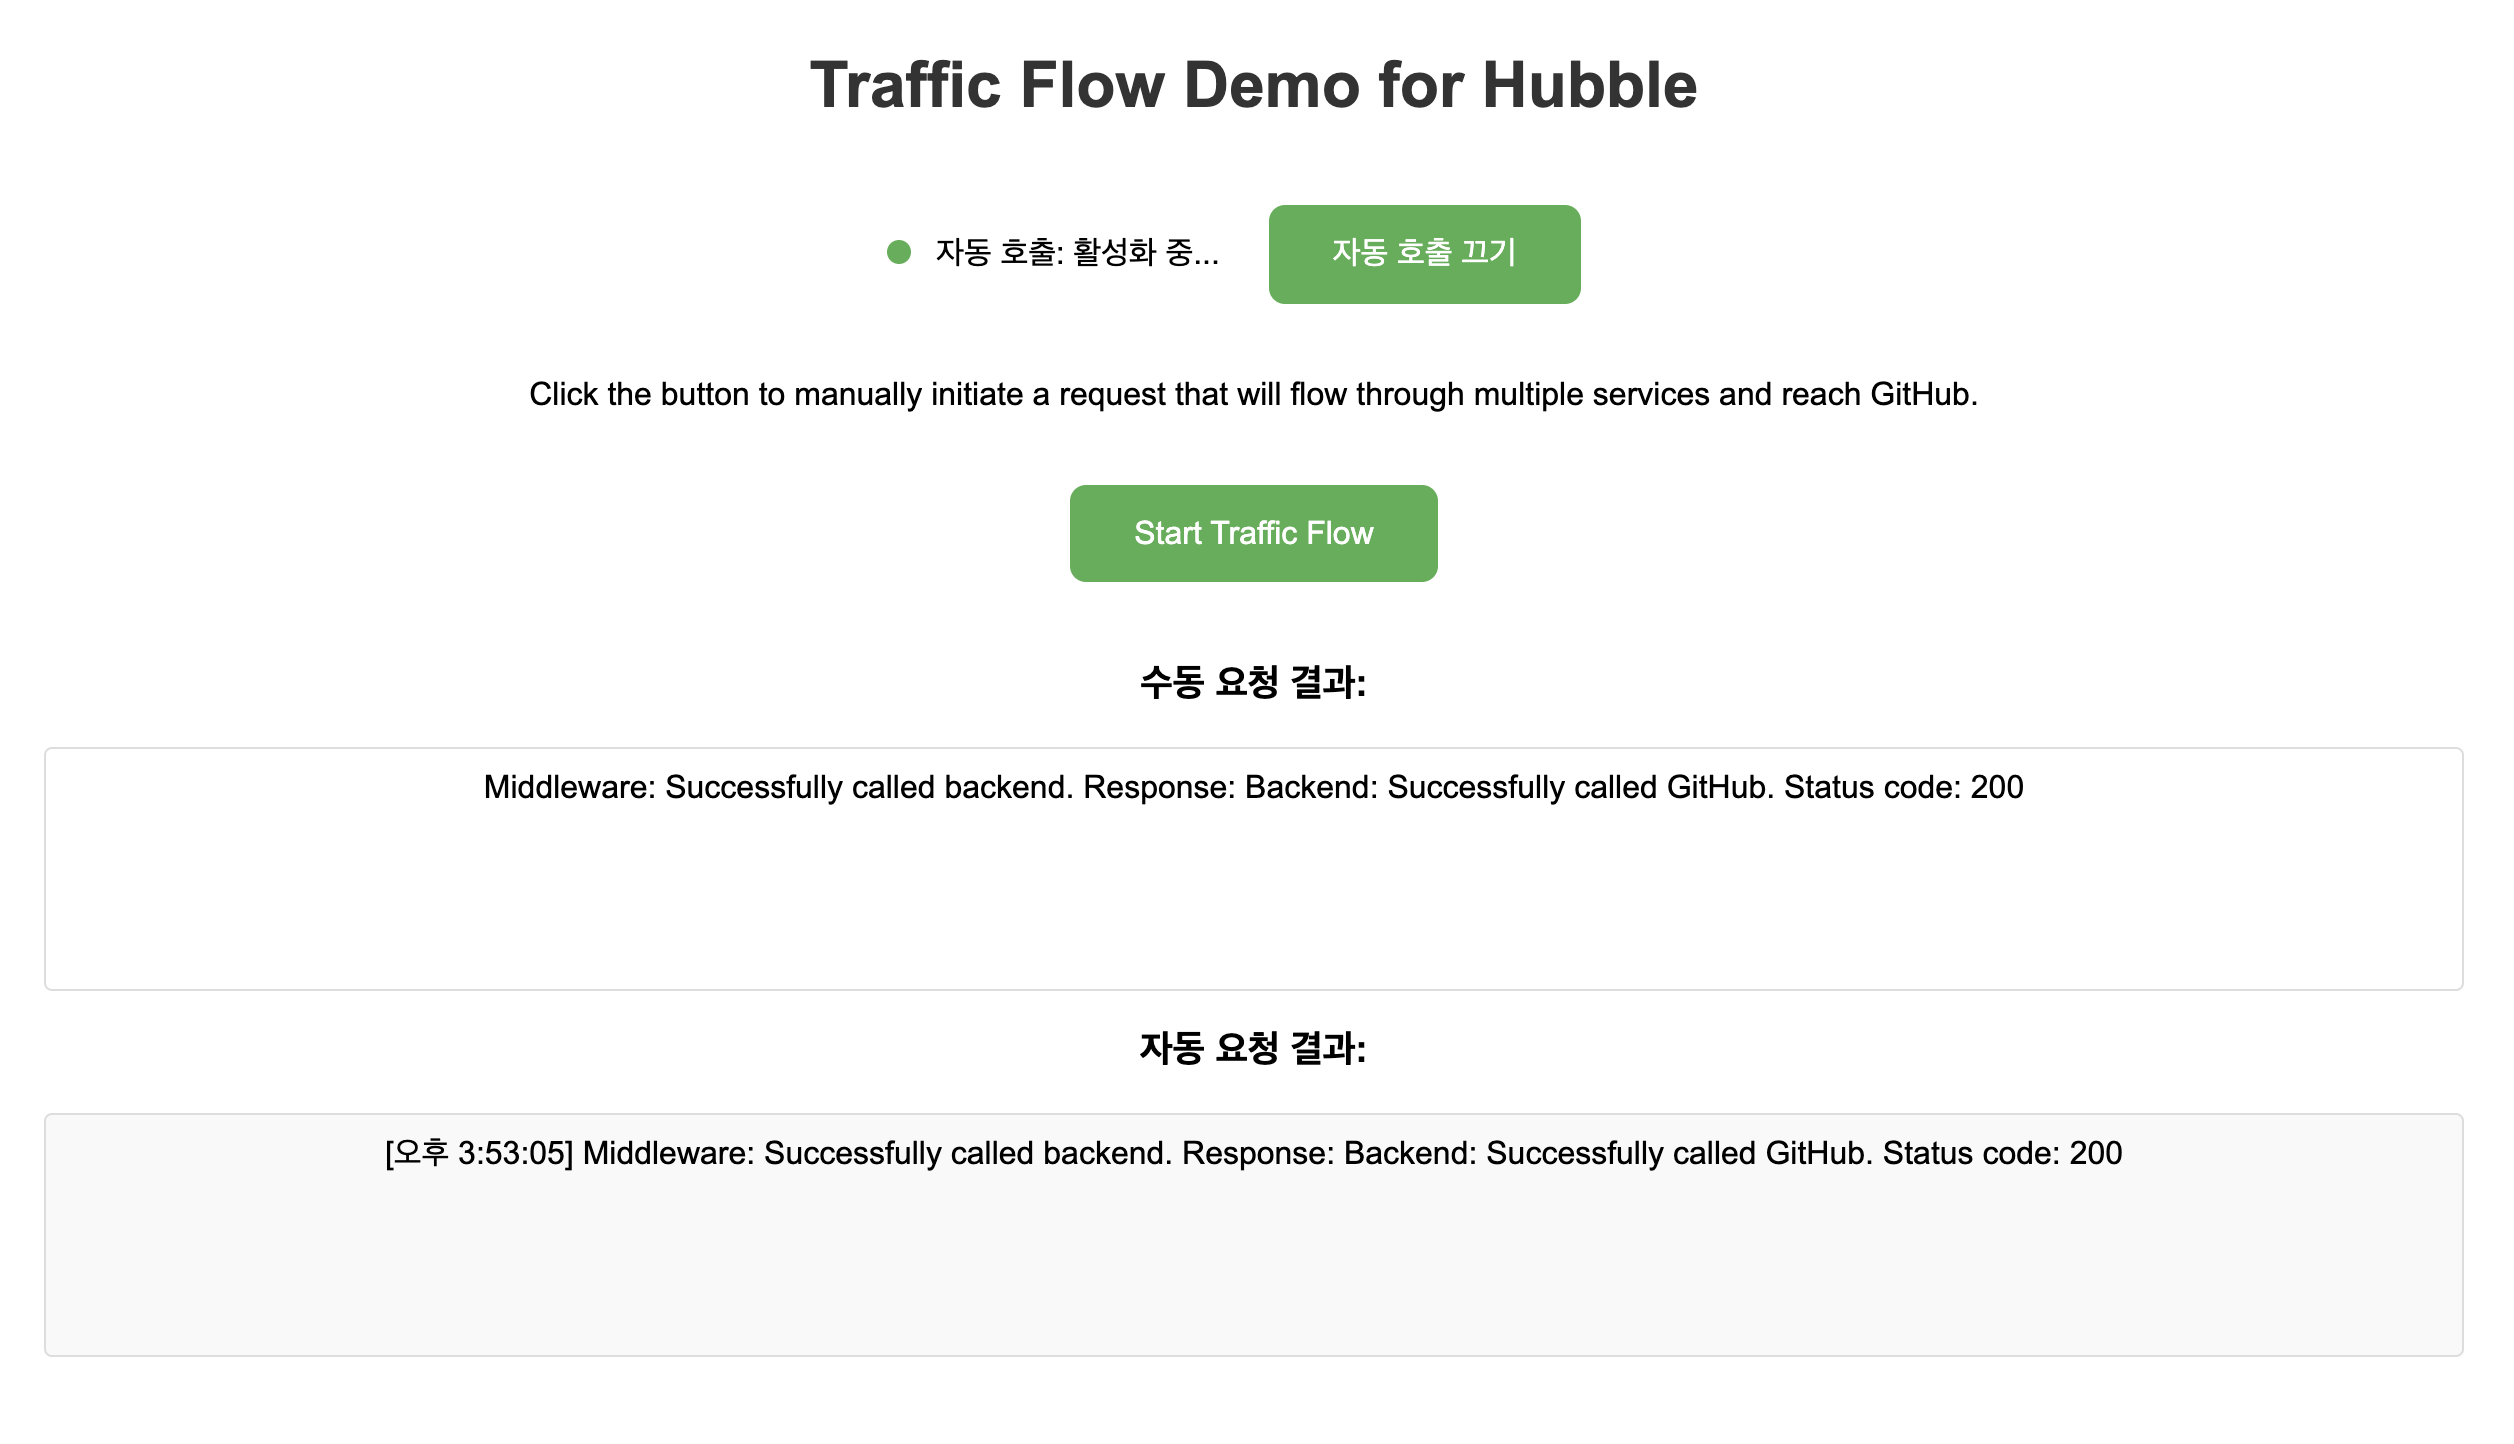 Traffic Flow Demo for Hubble
자동 호출: 활성화 중...
자동 호출 끄기
Click the button to manually initiate a request that will flow through multiple services and reach GitHub.
Start Traffic Flow
수동 요청 결과:
Middleware: Successfully called backend. Response: Backend: Successfully called GitHub. Status code: 200
자동 요청 결과:
[오후 3:53:05] Middleware: Successfully called backend. Response: Backend: Successfully called GitHub. Status code: 200